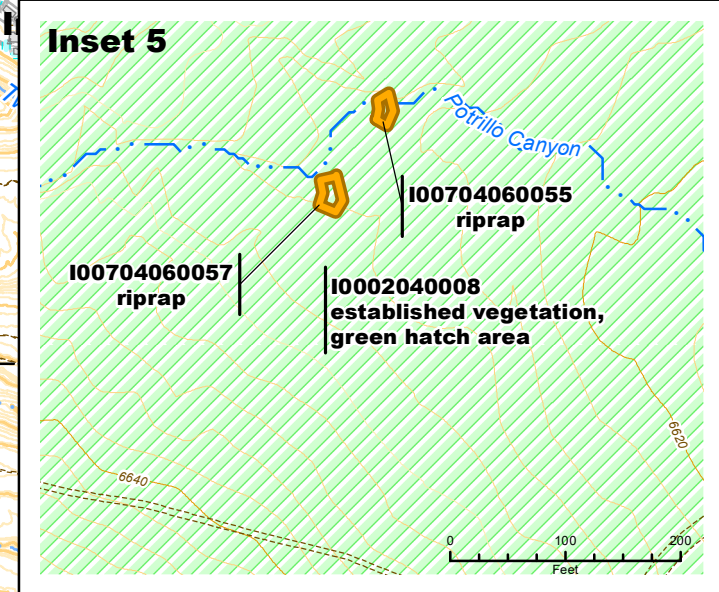 Inset 5
Potrillo Canyon
I00704060055
riprap
I00704060057
riprap
I0002040008
established vegetation,
green hatch area
6620
6640
0 100 200
Feet